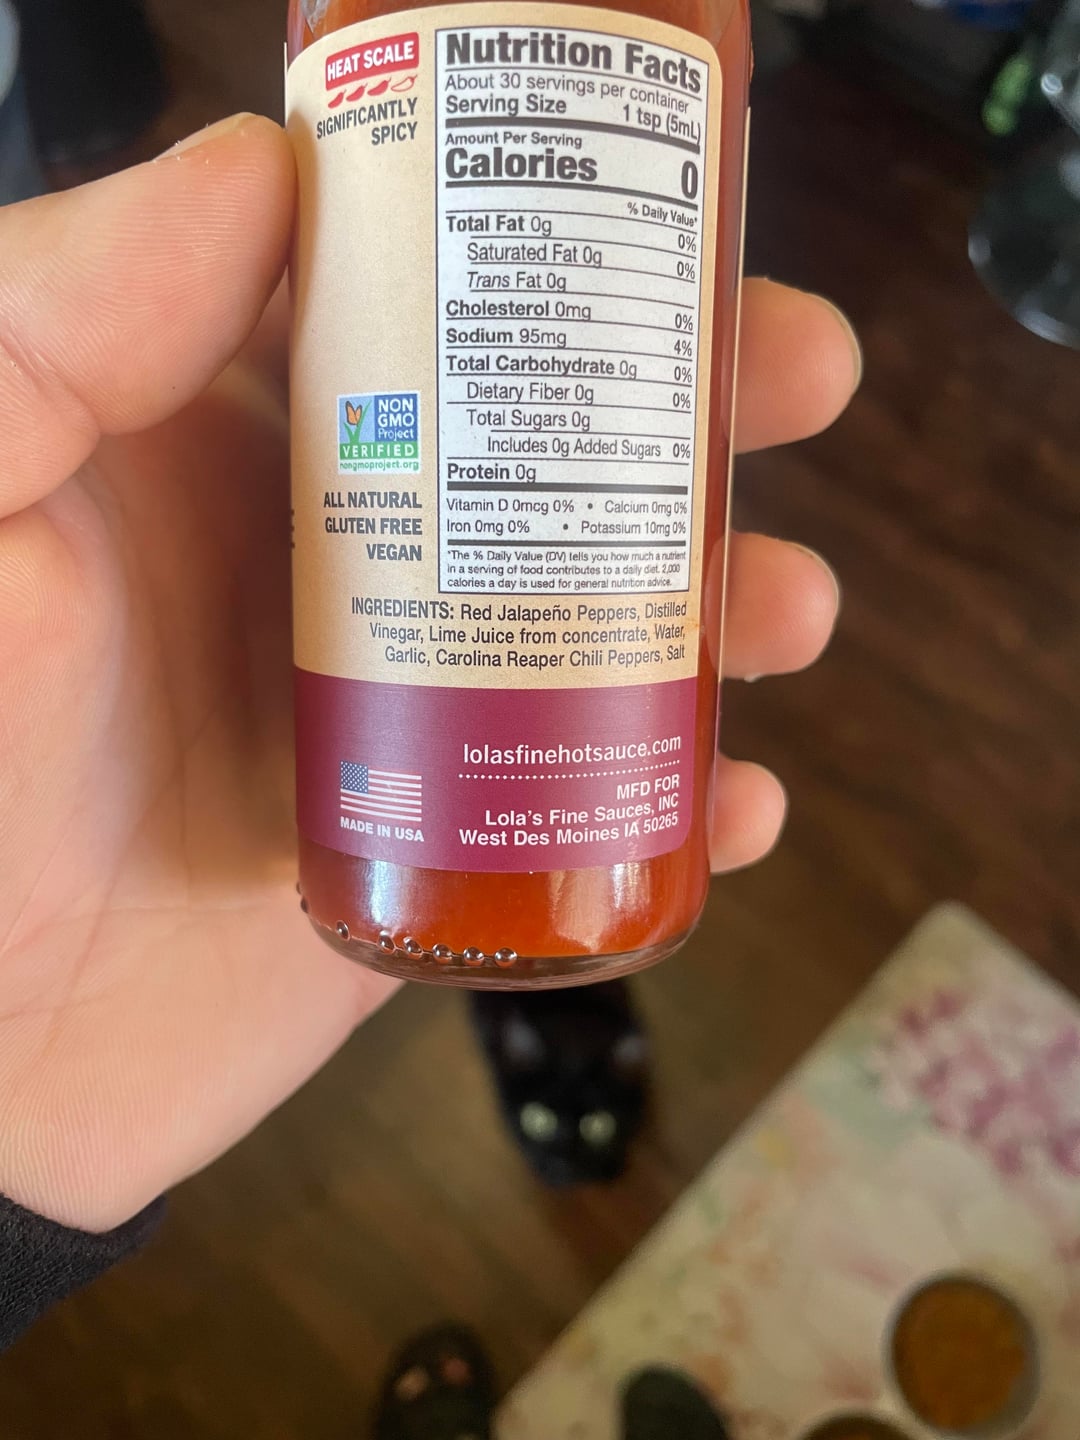 HEAT SCALE
SIGNIFICANTLY
SPICY
NON
GMO
Project
VERIFIED
nongmoproject.org
ALL NATURAL
GLUTEN FREE
VEGAN
Nutrition Facts
About 30 servings per container
Serving Size 1 tsp (5mL)
Amount Per Serving
Calories 0
% Daily Value*
Total Fat 0g 0%
Saturated Fat 0g 0%
Trans Fat 0g
Cholesterol 0mg 0%
Sodium 95mg 4%
Total Carbohydrate 0g 0%
Dietary Fiber 0g 0%
Total Sugars 0g
Includes 0g Added Sugars 0%
Protein 0g
Vitamin D 0mcg 0% • Calcium 0mg 0%
Iron 0mg 0% • Potassium 10mg 0%
*The % Daily Value (DV) tells you how much a nutrient
in a serving of food contributes to a daily diet. 2,000
calories a day is used for general nutrition advice.
INGREDIENTS: Red Jalapeño Peppers, Distilled
Vinegar, Lime Juice from concentrate, Water,
Garlic, Carolina Reaper Chili Peppers, Salt
lolasfinehotsauce.com
MFD FOR
Lola's Fine Sauces, INC
West Des Moines IA 50265
MADE IN USA